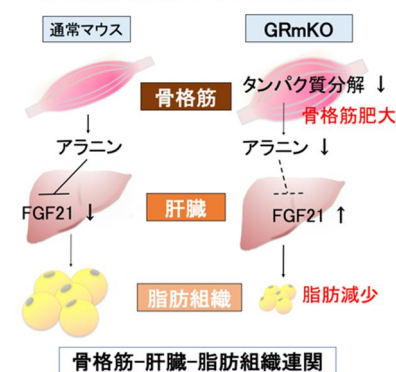 通常マウス
GRmKO
骨格筋
タンパク質分解 ↓
骨格筋肥大
アラニン
アラニン ↓
FGF21 ↓
肝臓
FGF21 ↑
脂肪組織
脂肪減少
骨格筋-肝臓-脂肪組織連関